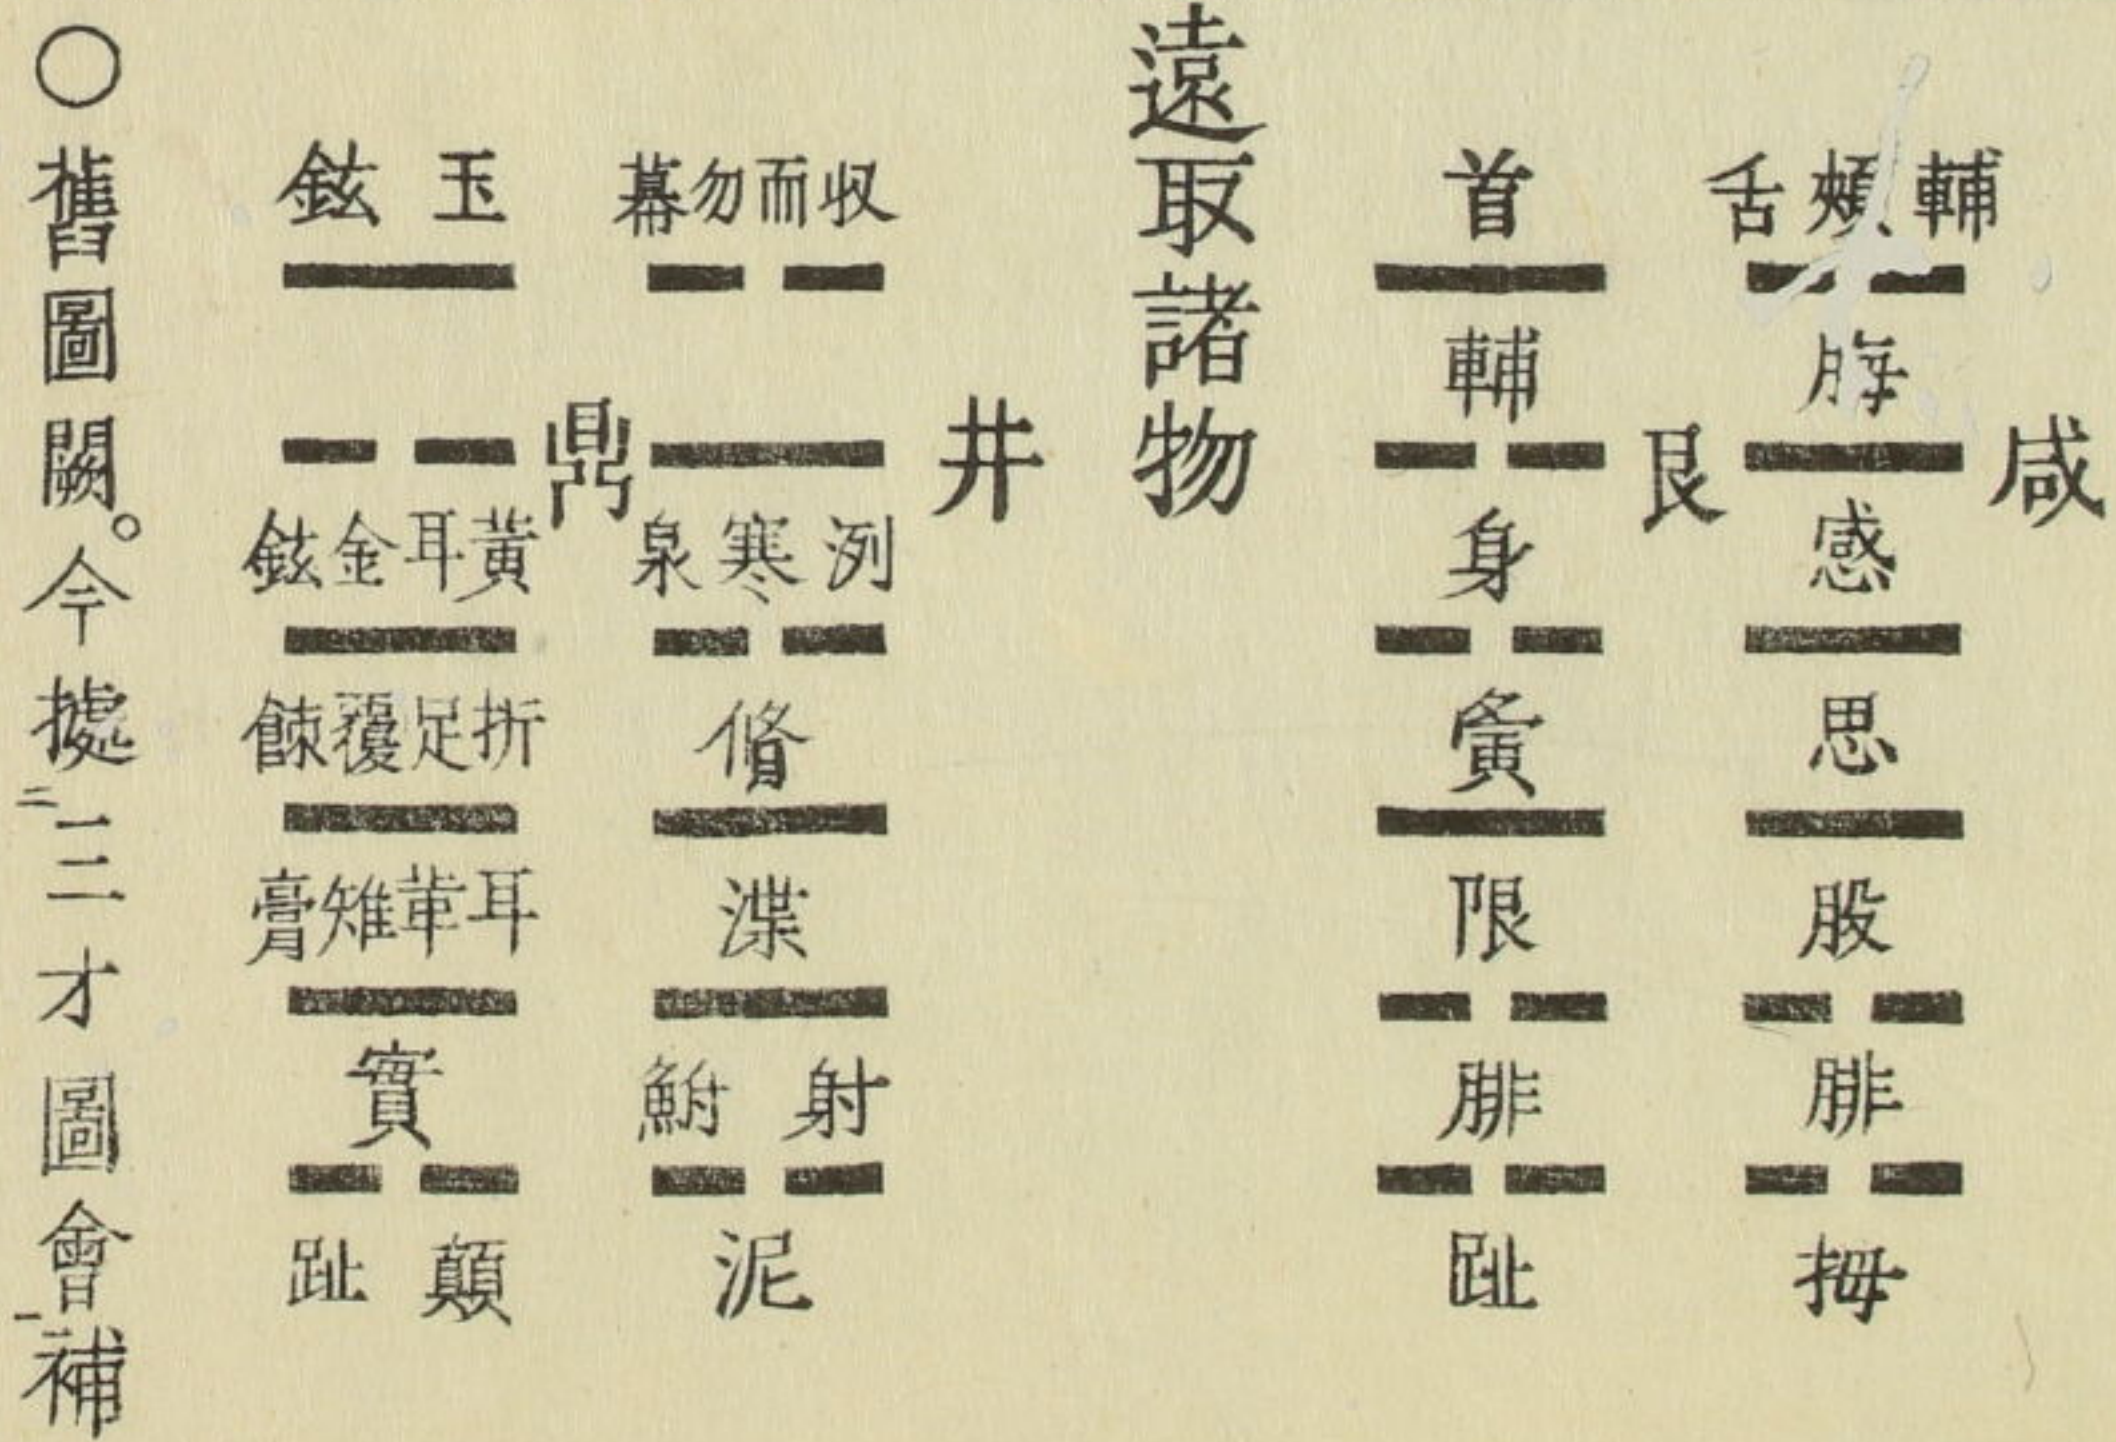 咸
輔頰舌
脢
感
思
股
腓
拇
艮
首
輔
身
夤
限
腓
趾
遠取諸物
井
收而勿幕
洌寒泉
脩
渫
射鮒
泥
鼎
玉鉉
黃耳金鉉
折足覆餗
耳革雉膏
實
顛趾
○舊圖闕。今據二三才圖會一補